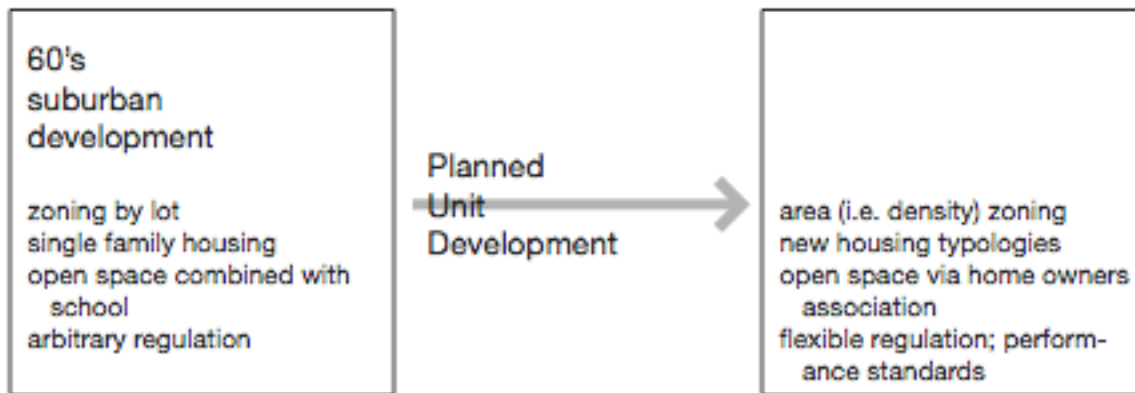 60's
suburban
development
zoning by lot
single family housing
open space combined with
school
arbitrary regulation
Planned
Unit
Development
area (i.e. density) zoning
new housing typologies
open space via home owners
association
flexible regulation; perform-
ance standards